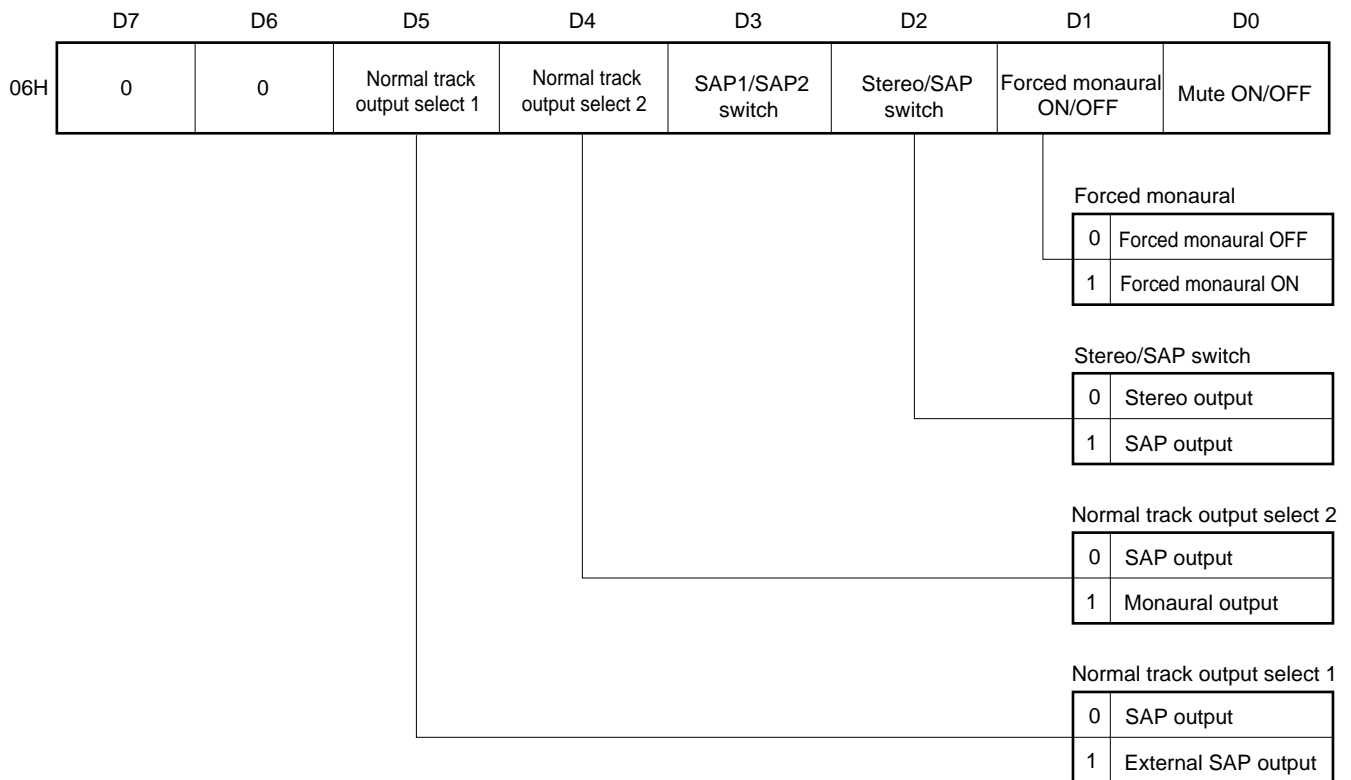 D7 D6 D5 D4 D3 D2 D1 D0
06H 0 0 Normal track output select 1 Normal track output select 2 SAP1/SAP2 switch Stereo/SAP switch Forced monaural ON/OFF Mute ON/OFF
Forced monaural
0 Forced monaural OFF
1 Forced monaural ON
Stereo/SAP switch
0 Stereo output
1 SAP output
Normal track output select 2
0 SAP output
1 Monaural output
Normal track output select 1
0 SAP output
1 External SAP output